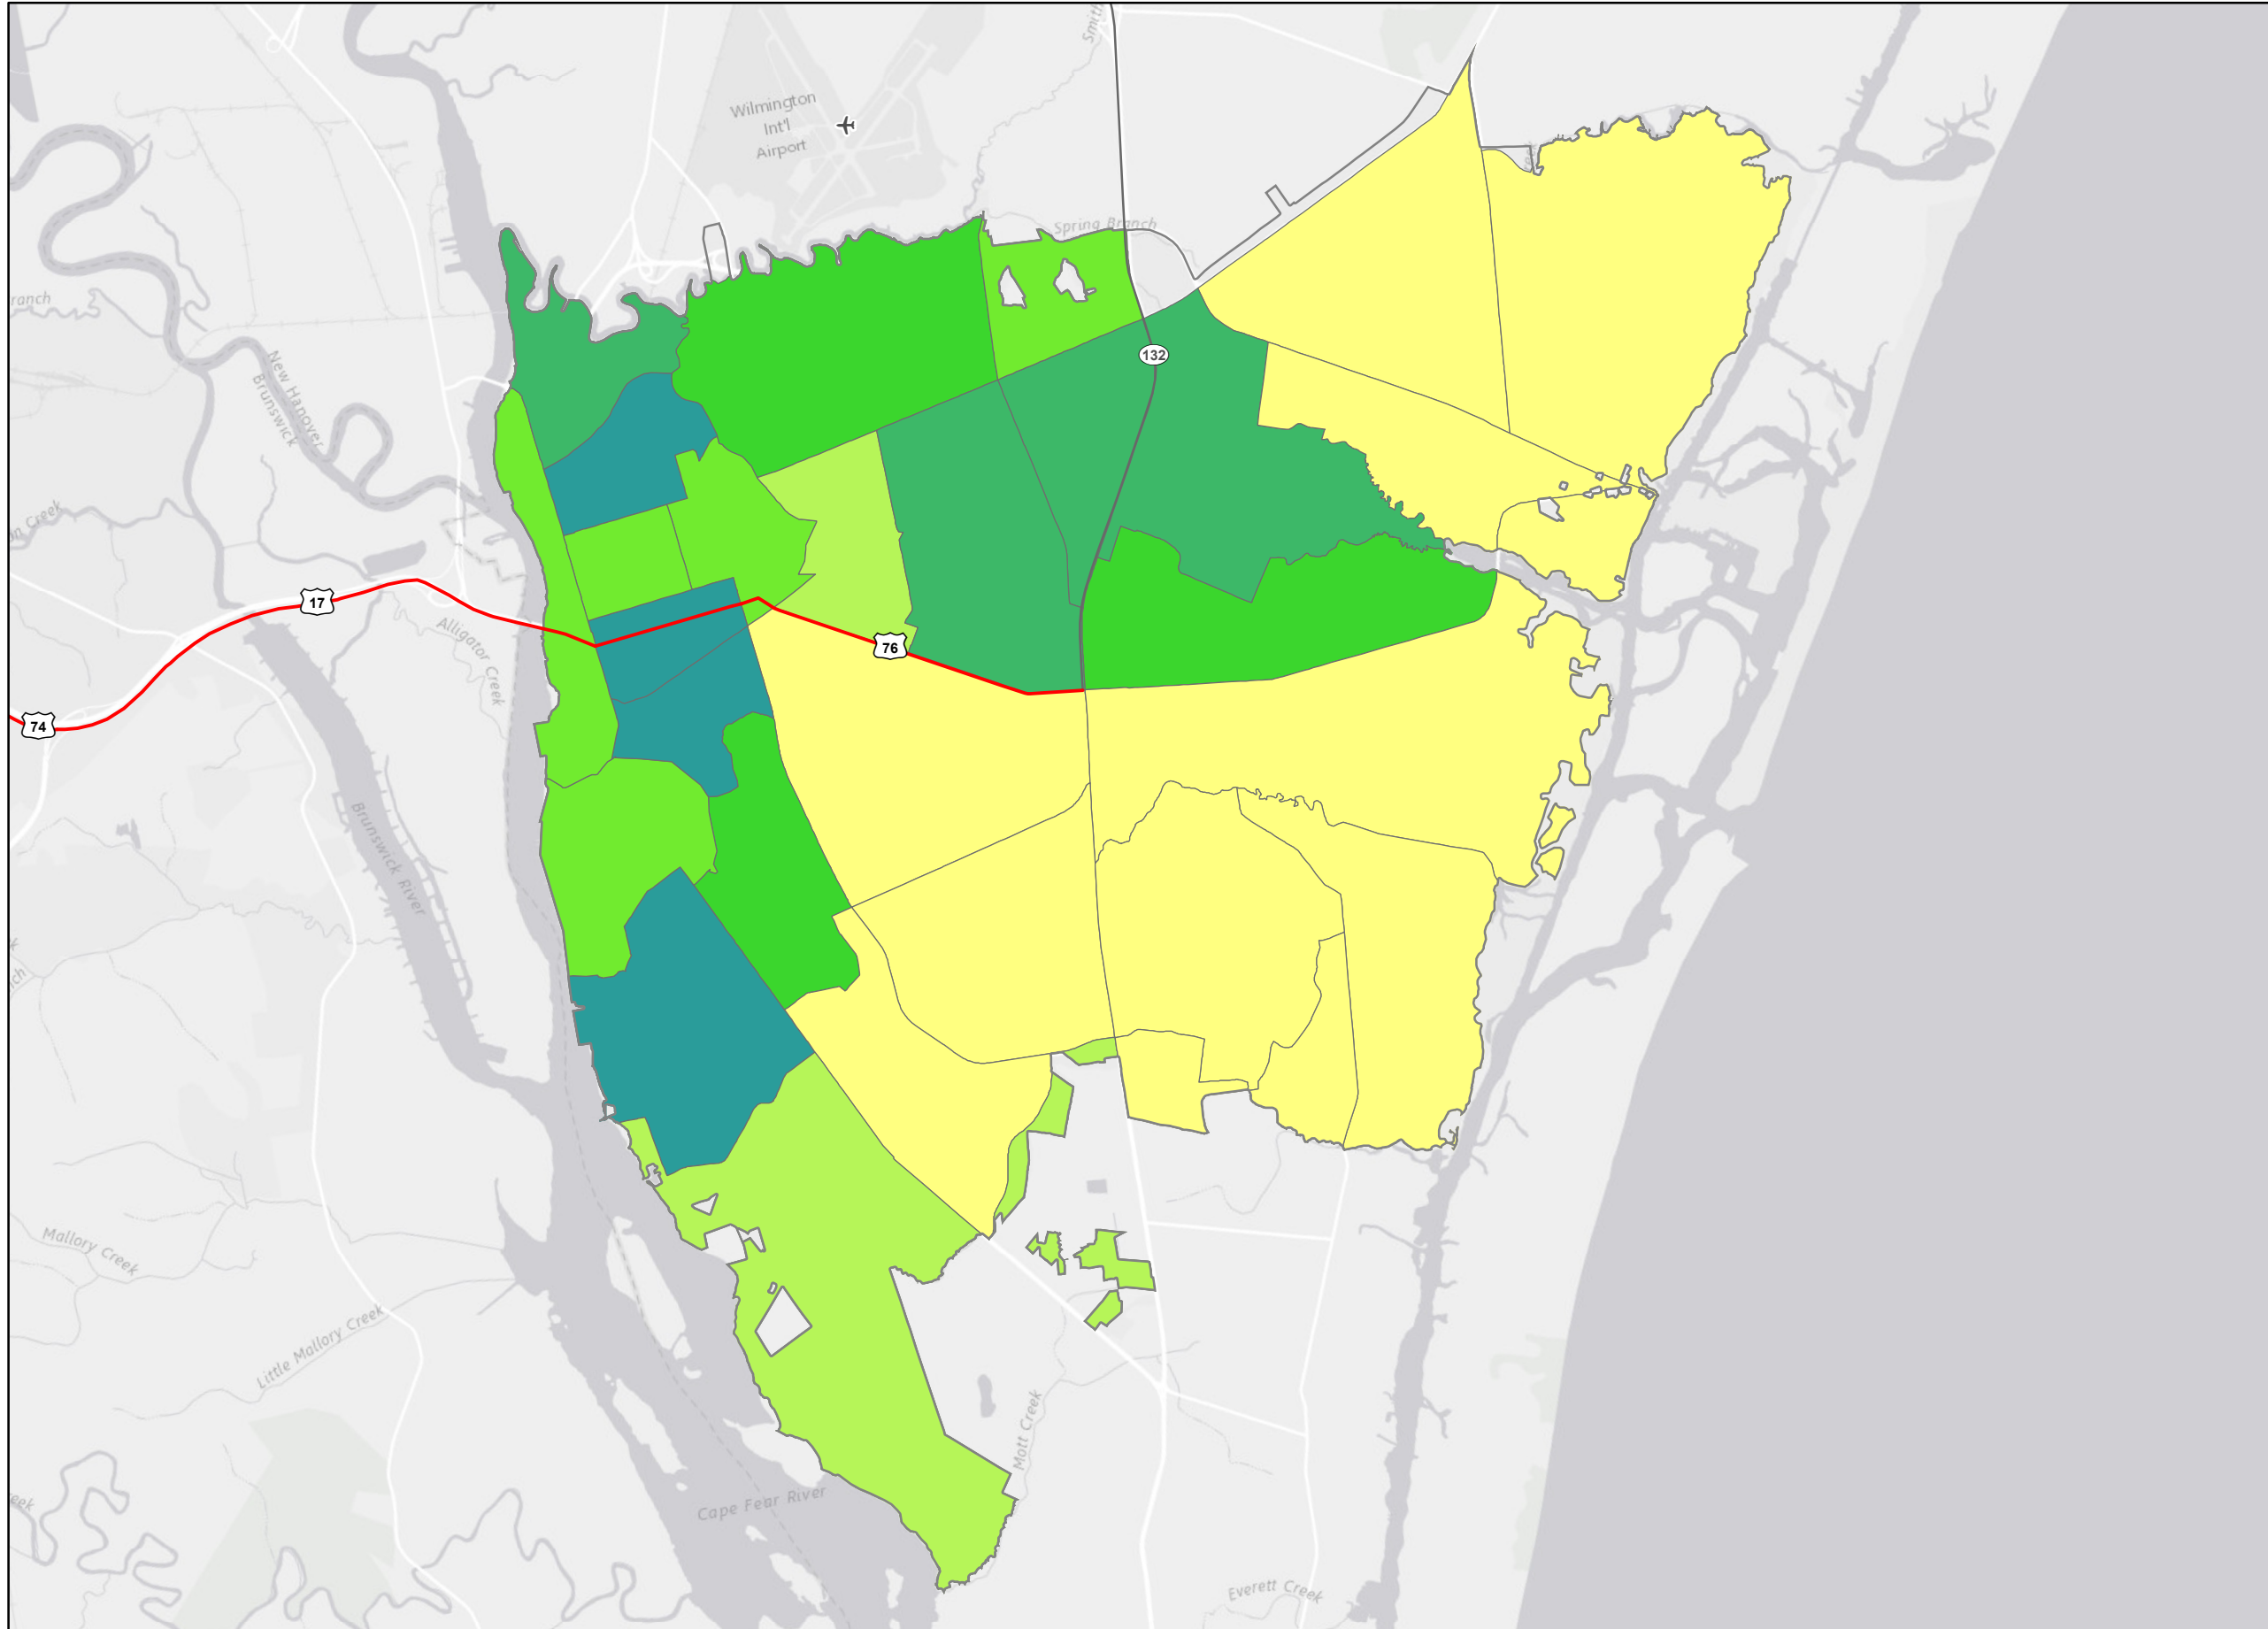 Smith
Wilmington
Int'l
Airport
Spring Branch
ranch
132
New Hanover
Brunswick
Creek
17
76
Alligator Creek
74
Brunswick River
Mallory Creek
Little Mallory Creek
Mott Creek
Cape Fear River
Everett Creek